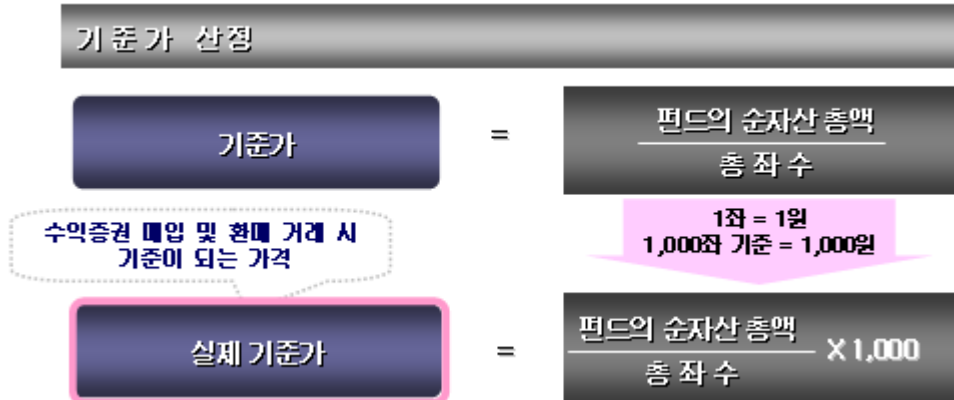 기 준 가 산정
기준가
=
펀드의 순자산 총액
총 좌 수
수익증권 매입 및 환매 거래 시
기준이 되는 가격
1좌 = 1원
1,000좌 기준 = 1,000원
실제 기준가
=
펀드의 순자산 총액
총 좌 수
X 1,000